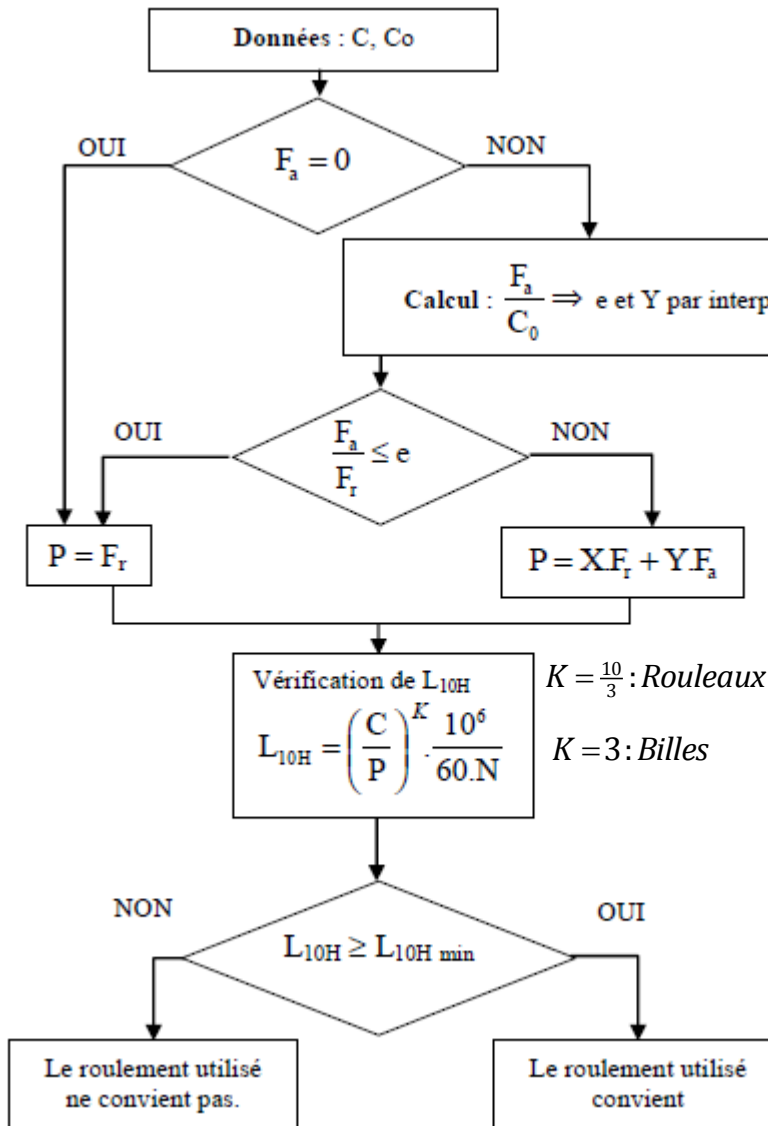 Données : C, Co
OUI
NON
F_a = 0
Calcul : F_a/C_0 ⇒ e et Y par interp
OUI
NON
F_a/F_r ≤ e
P = F_r
P = X.F_r + Y.F_a
Vérification de L_10H
K = 10/3 : Rouleaux
L_10H = (C/P)^K . 10^6/60.N
K = 3 : Billes
NON
OUI
L_10H ≥ L_10H min
Le roulement utilisé
ne convient pas.
Le roulement utilisé
convient